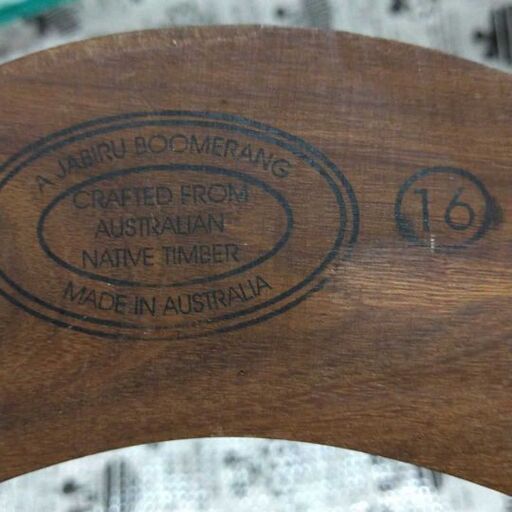 A JABIRU BOOMERANG
CRAFTED FROM
AUSTRALIAN
NATIVE TIMBER
MADE IN AUSTRALIA
16